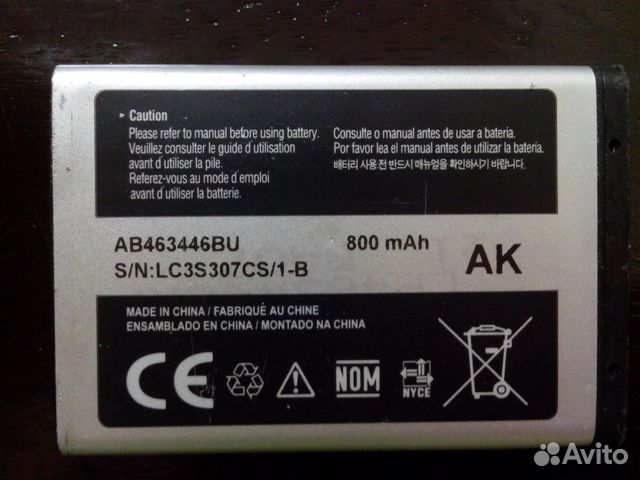 ▸ Caution
Please refer to manual before using battery.
Veuillez consulter le guide d'utilisation
avant d'utiliser la pile.
Referez-vous au mode d'emploi
avant d'utiliser la batterie.
Consulte o manual antes de usar a bateria.
Por favor lea el manual antes de utilizar la batería.
배터리 사용 전 반드시 매뉴얼을 확인하시기 바랍니다.
AB463446BU
800 mAh
S/N:LC3S307CS/1-B
AK
MADE IN CHINA / FABRIQUÉ AU CHINE
ENSAMBLADO EN CHINA / MONTADO NA CHINA
CE
NOM
NYCE
Avito